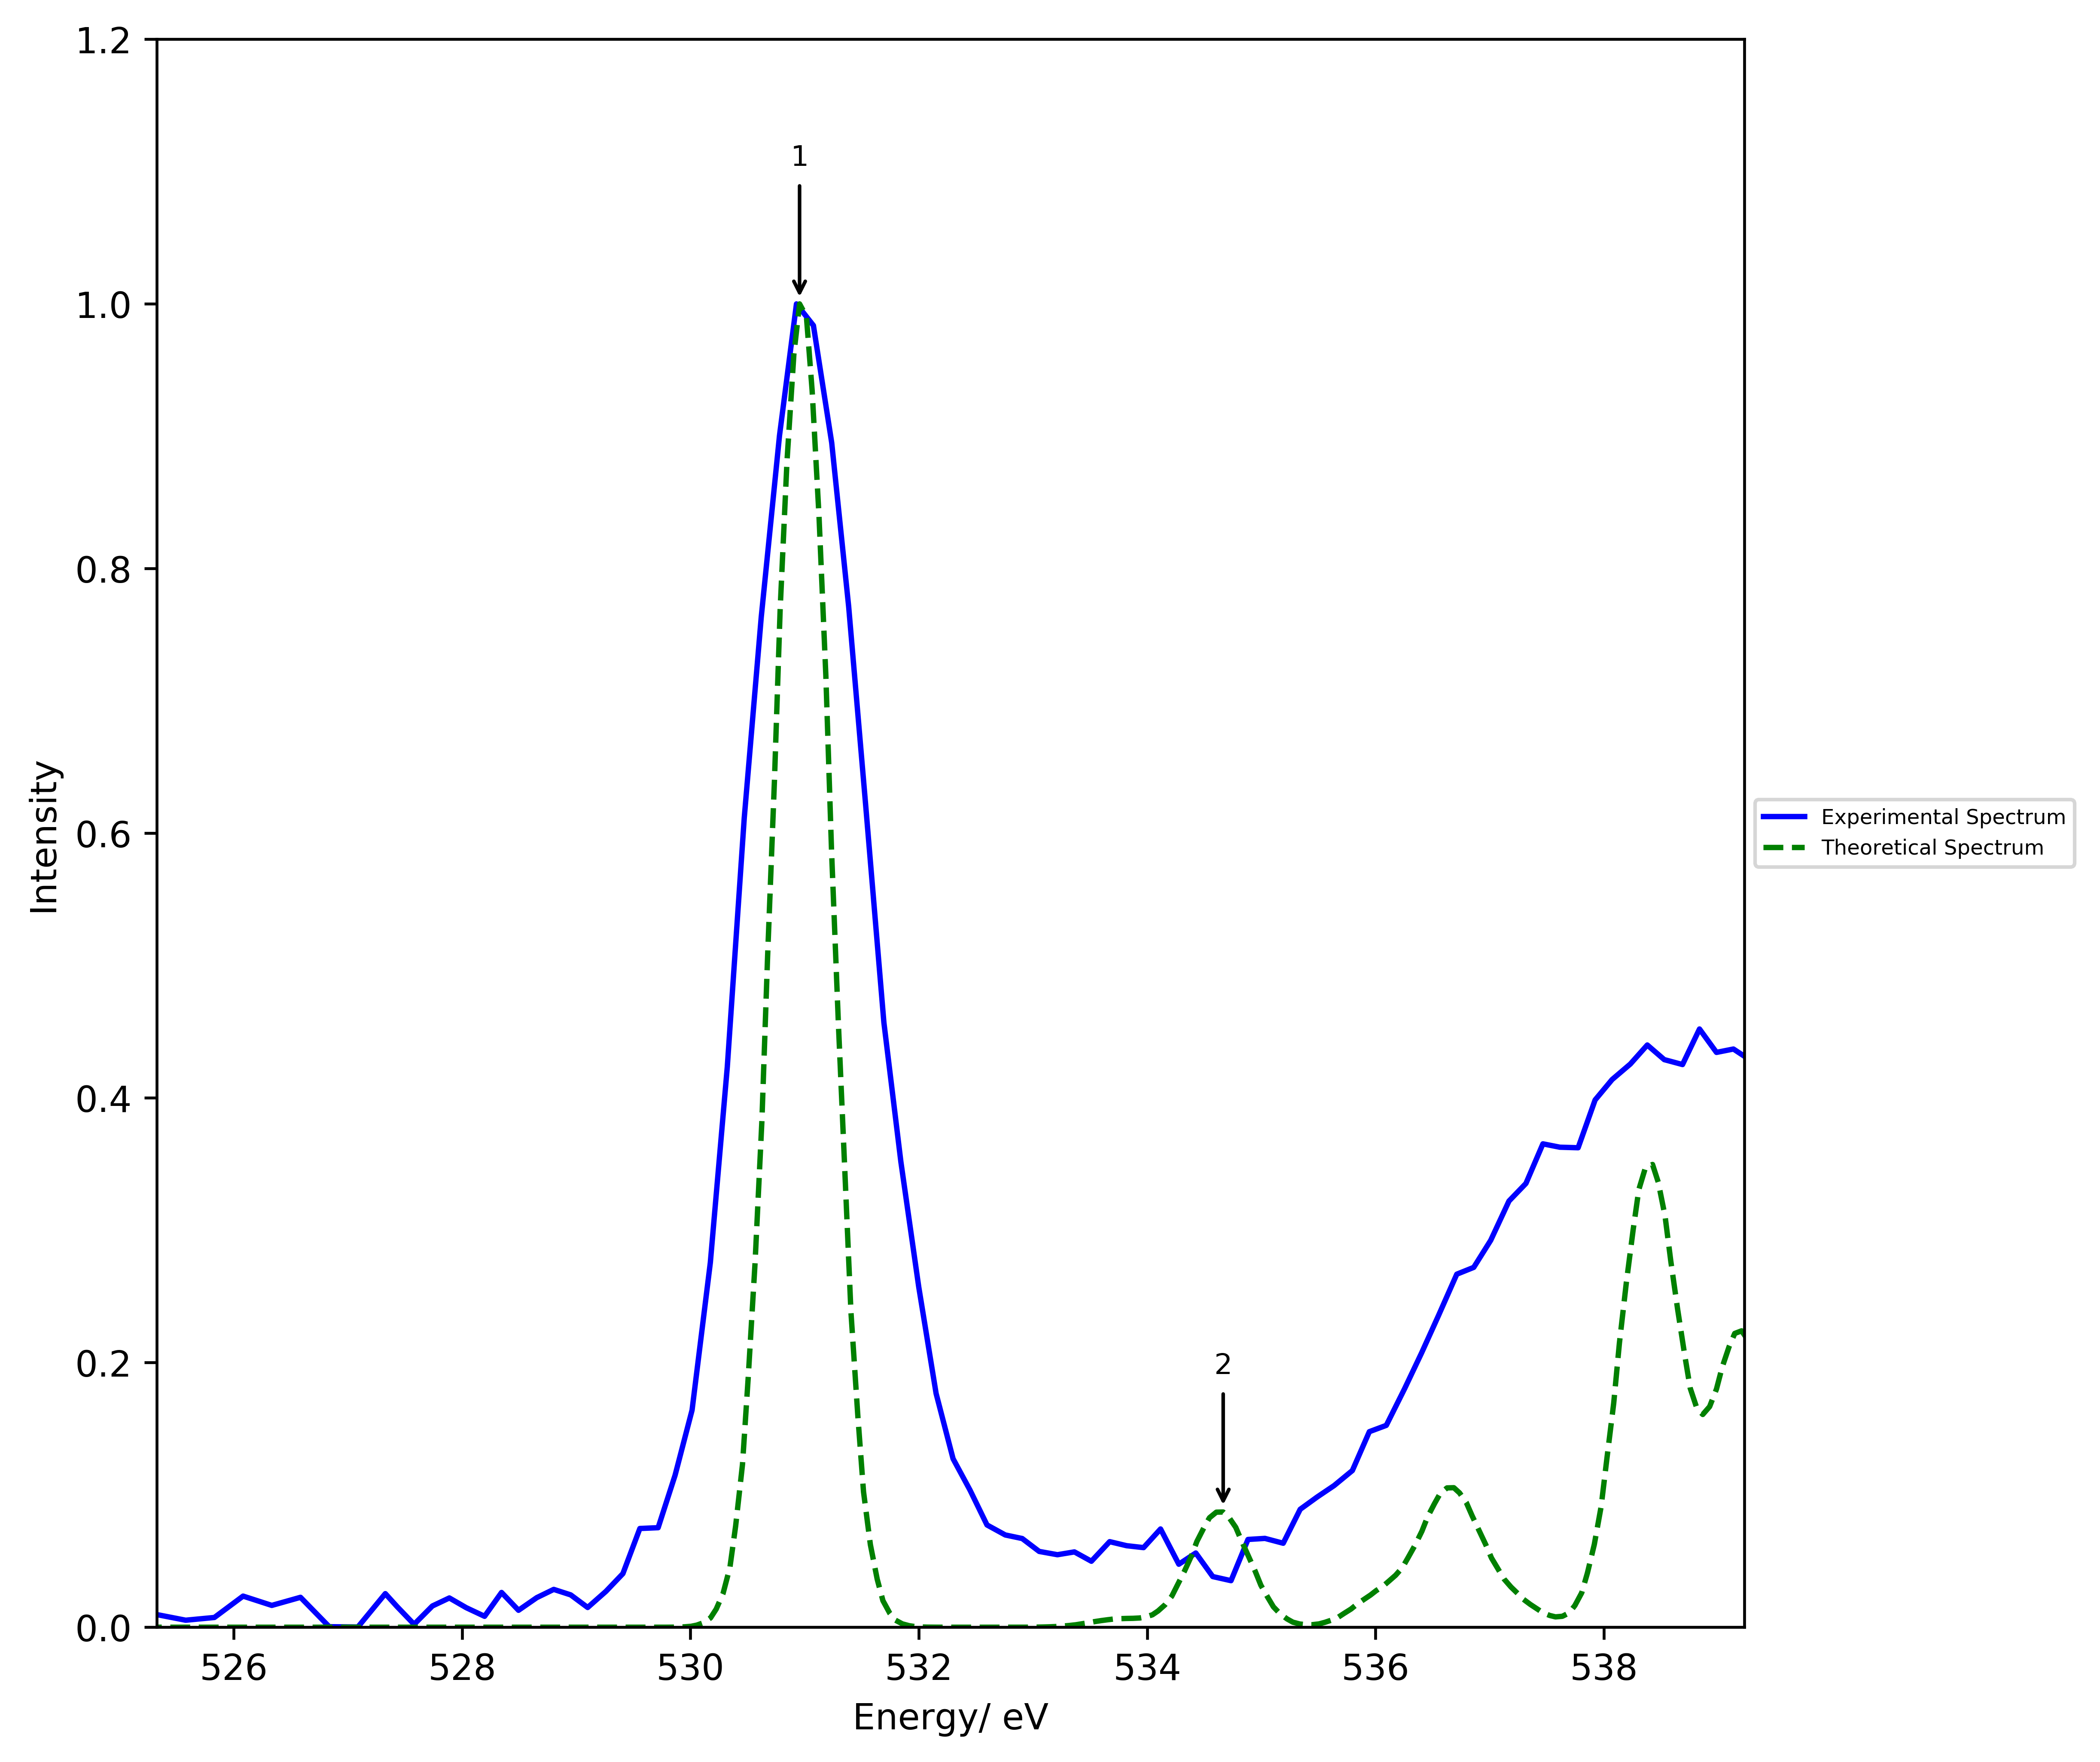 1.2
1
1.0
0.8
Intensity
0.6
Experimental Spectrum
Theoretical Spectrum
0.4
0.2
2
0.0
526 528 530 532 534 536 538
Energy/ eV